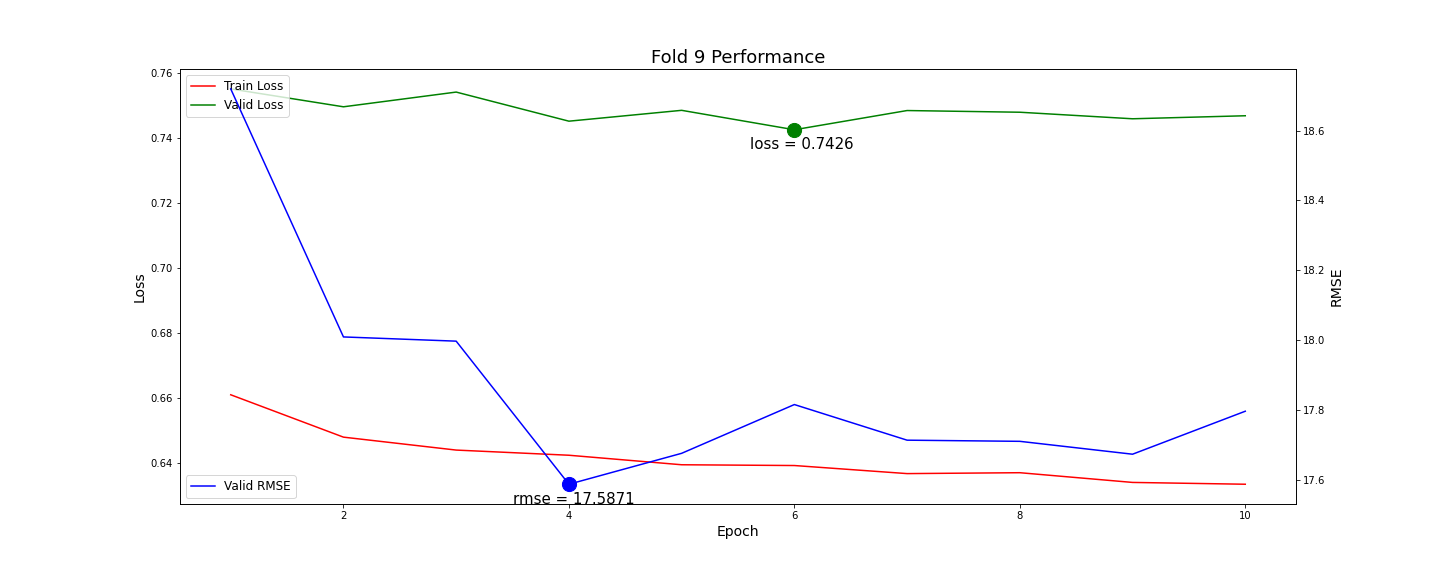 Fold 9 Performance
Train Loss
Valid Loss
Valid RMSE
loss = 0.7426
rmse = 17.5871
0.76
0.74
0.72
0.70
0.68
0.66
0.64
Loss
18.6
18.4
18.2
18.0
17.8
17.6
RMSE
2 4 6 8 10
Epoch